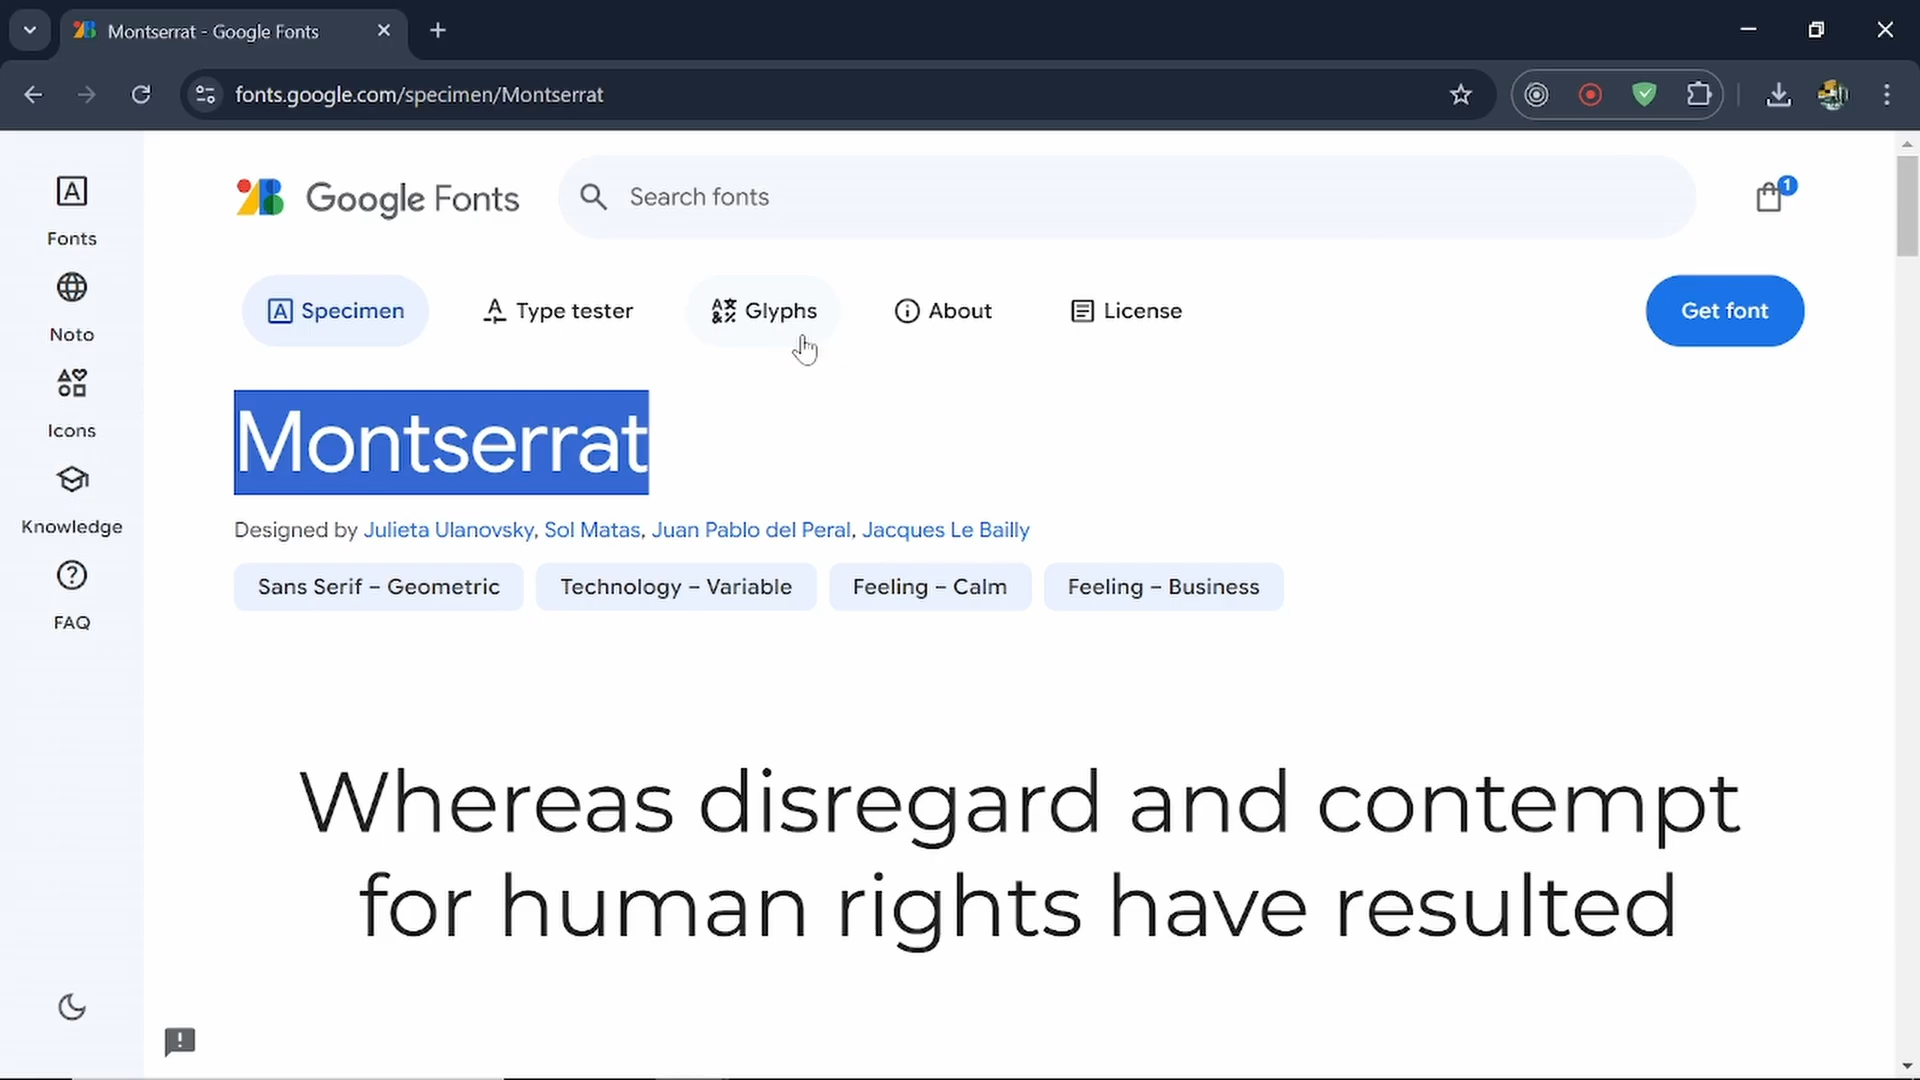 Montserrat - Google Fonts
fonts.google.com/specimen/Montserrat
Fonts
Noto
Icons
Knowledge
FAQ
Google Fonts
Search fonts
1
Specimen
Type tester
Glyphs
About
License
Get font
Montserrat
Designed by Julieta Ulanovsky, Sol Matas, Juan Pablo del Peral, Jacques Le Bailly
Sans Serif – Geometric
Technology – Variable
Feeling – Calm
Feeling – Business
Whereas disregard and contempt
for human rights have resulted